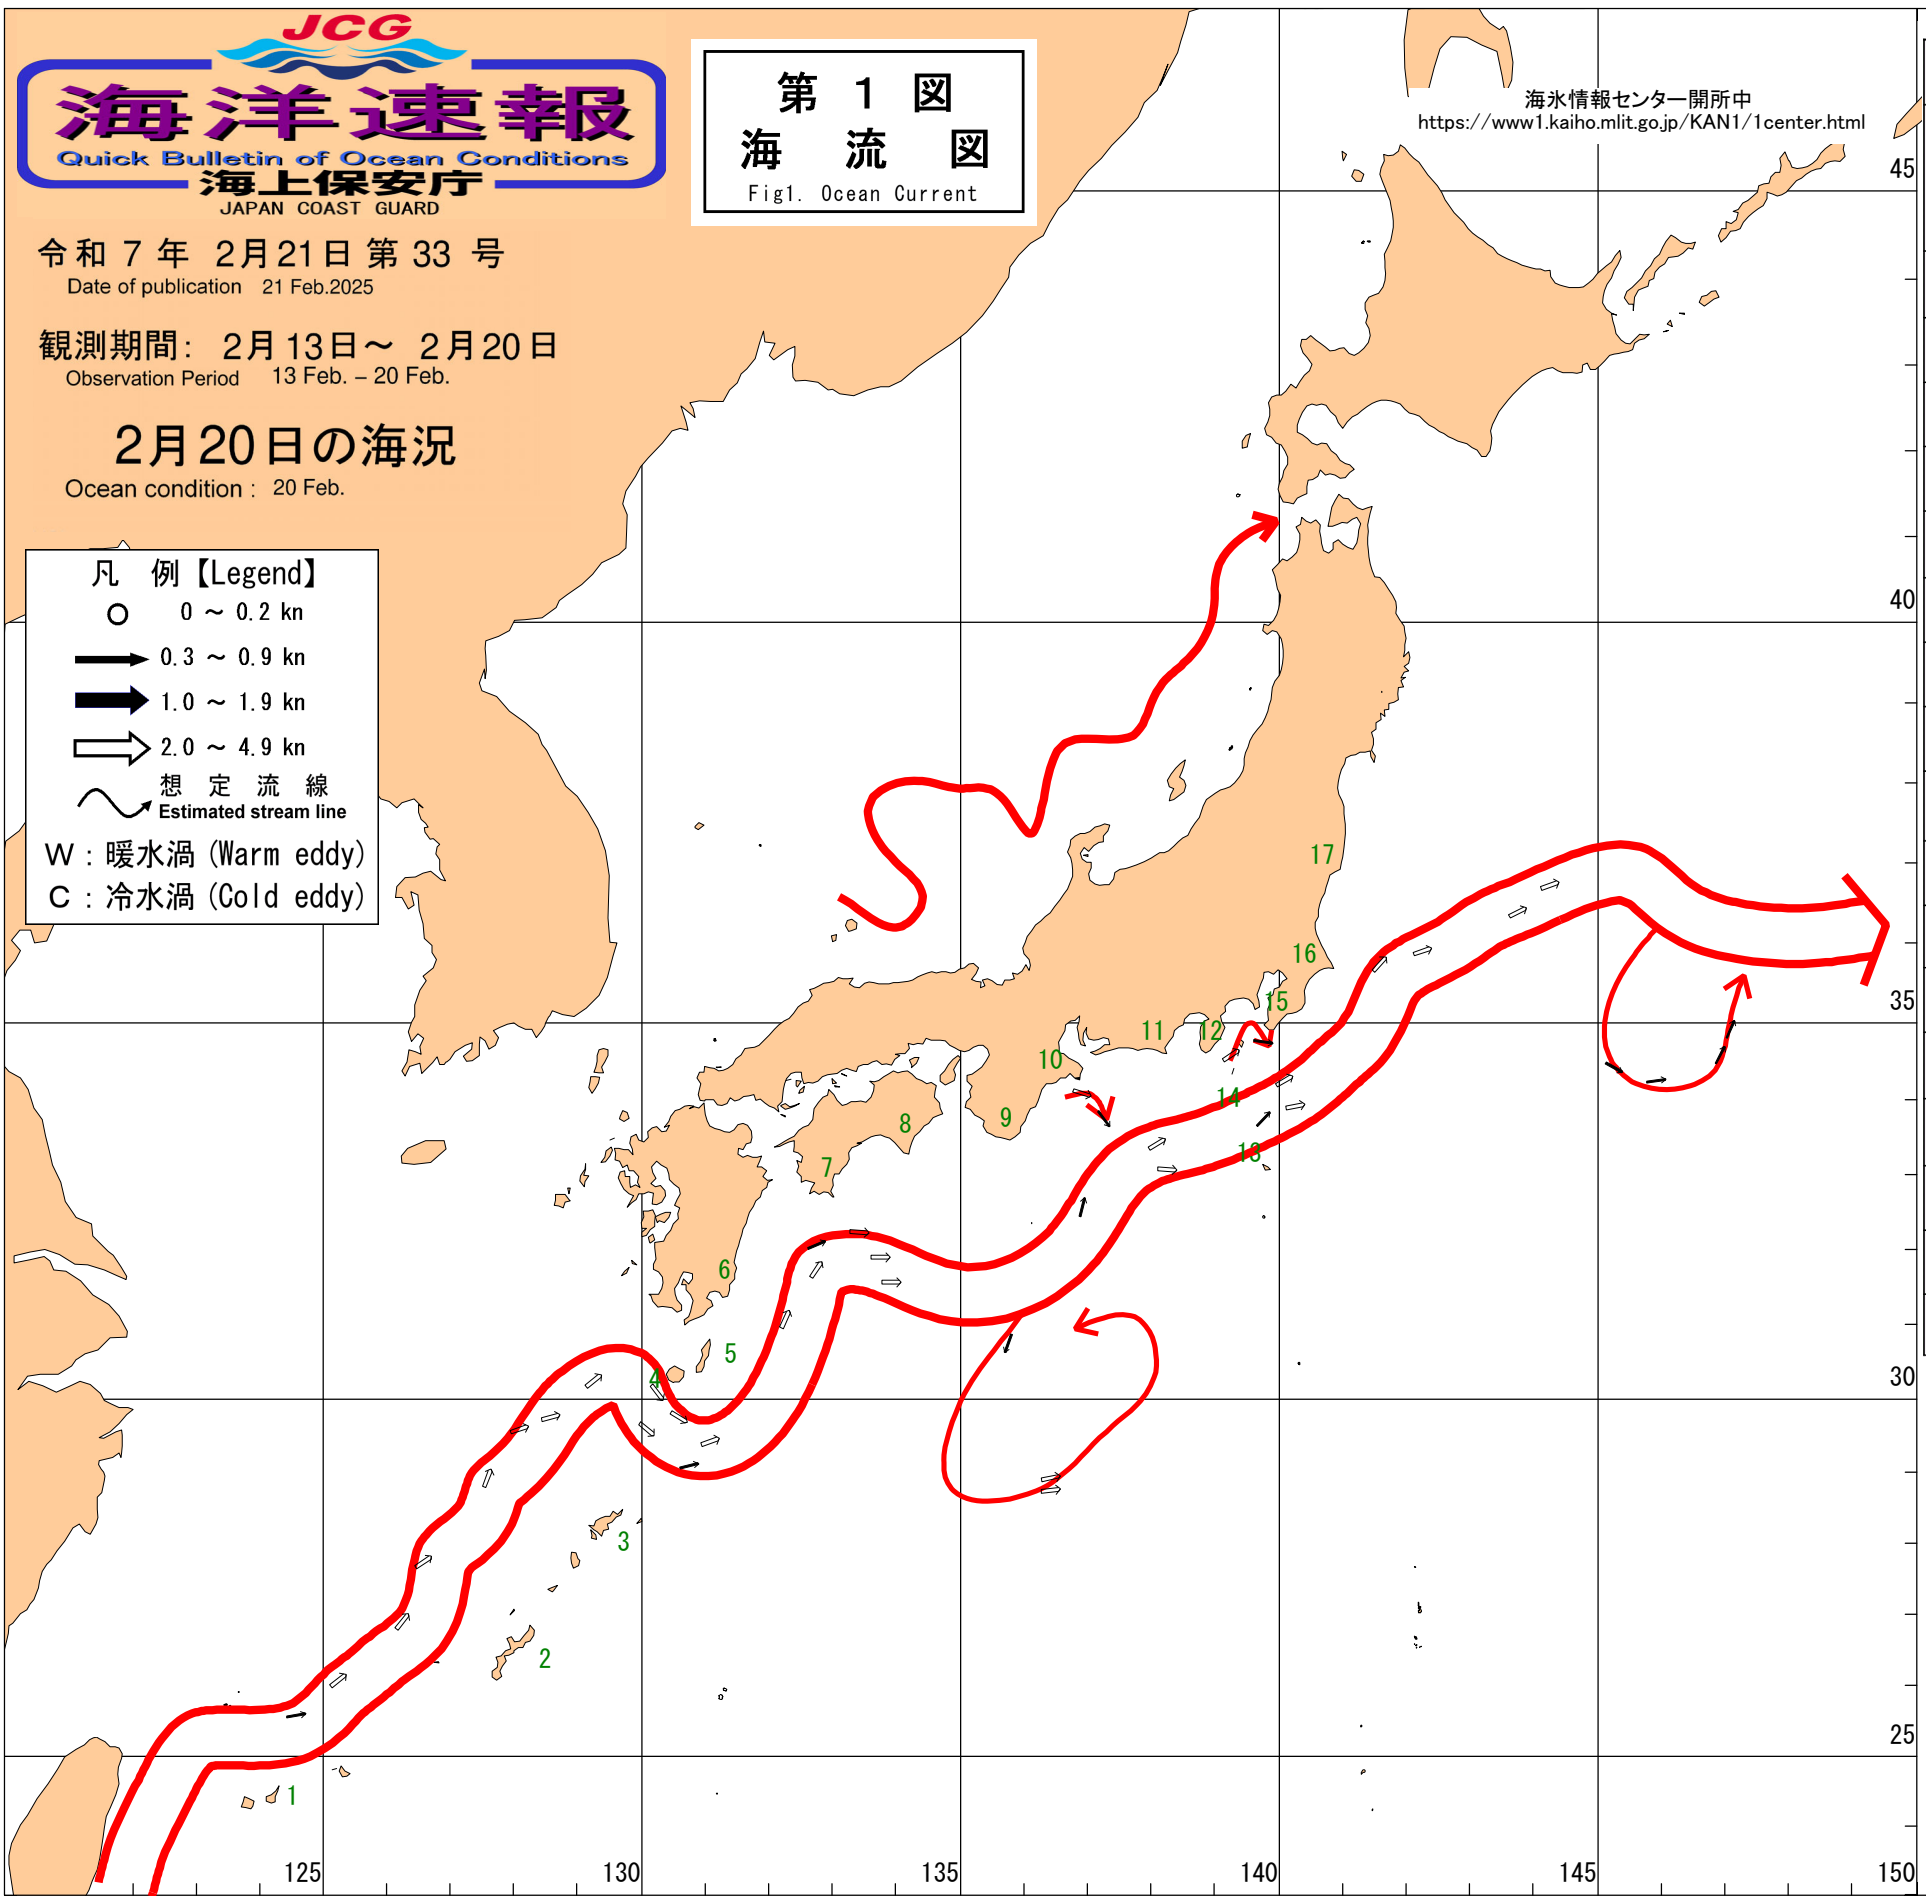 JCG
海洋速報
Quick Bulletin of Ocean Conditions
海上保安庁
JAPAN COAST GUARD
第 1 図
海 流 図
Fig1. Ocean Current
海氷情報センター開所中
https://www1.kaiho.mlit.go.jp/KAN1/1center.html
令和 7 年 2月21日 第 33 号
Date of publication 21 Feb.2025
観測期間: 2月13日～ 2月20日
Observation Period 13 Feb. – 20 Feb.
2月20日の海況
Ocean condition : 20 Feb.
凡 例【Legend】
0 ～ 0.2 kn
0.3 ～ 0.9 kn
1.0 ～ 1.9 kn
2.0 ～ 4.9 kn
想 定 流 線
Estimated stream line
W : 暖水渦 (Warm eddy)
C : 冷水渦 (Cold eddy)
45
40
17
16
35
15
11
12
10
14
9
8
13
7
6
5
4
30
3
2
25
1
125
130
135
140
145
150